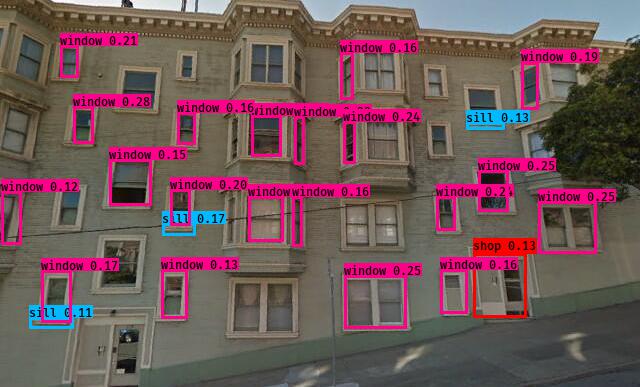 window 0.21
window 0.16
window 0.19
window 0.28
window 0.16
window
window
window 0.24
sill 0.13
window 0.15
window 0.25
window 0.12
window 0.20
window
window 0.16
window 0.24
window 0.25
sill 0.17
shop 0.13
window 0.17
window 0.13
window 0.25
window 0.16
sill 0.11